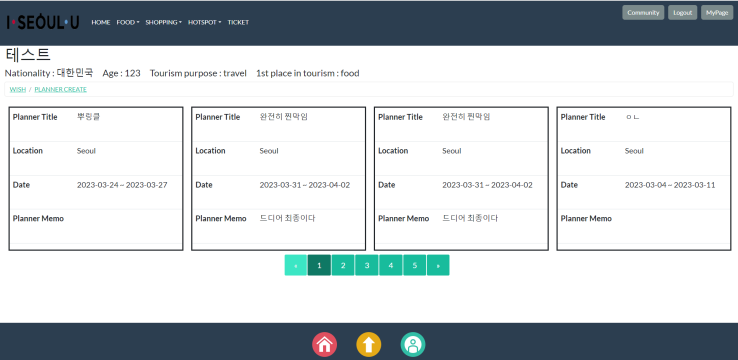 I·SEOUL·U HOME FOOD SHOPPING HOTSPOT TICKET Community Logout MyPage
테스트
Nationality : 대한민국 Age : 123 Tourism purpose : travel 1st place in tourism : food
WISH / PLANNER CREATE
Planner Title 뿌링클
Location Seoul
Date 2023-03-24 ~ 2023-03-27
Planner Memo
Planner Title 완전히 찐막임
Location Seoul
Date 2023-03-31 ~ 2023-04-02
Planner Memo 드디어 최종이다
Planner Title 완전히 찐막임
Location Seoul
Date 2023-03-31 ~ 2023-04-02
Planner Memo 드디어 최종이다
Planner Title ㅇㄴ
Location Seoul
Date 2023-03-04 ~ 2023-03-11
Planner Memo
« 1 2 3 4 5 »